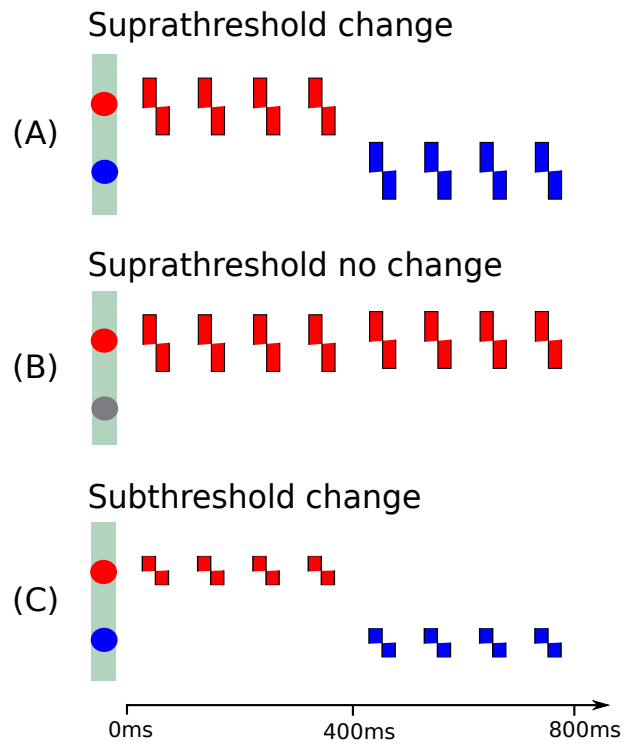 Suprathreshold change
(A)
Suprathreshold no change
(B)
Subthreshold change
(C)
0ms 400ms 800ms